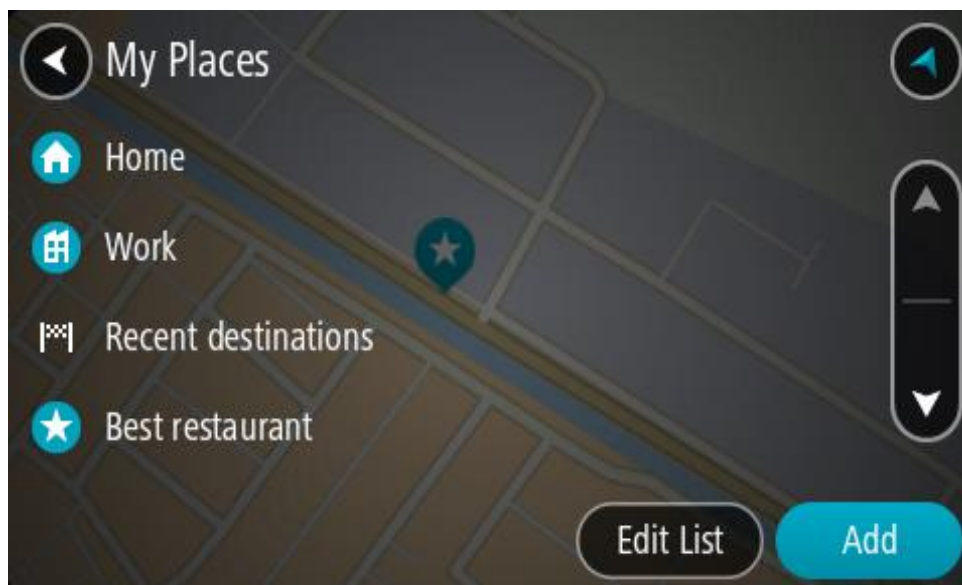 My Places
Home
Work
Recent destinations
Best restaurant
Edit List
Add